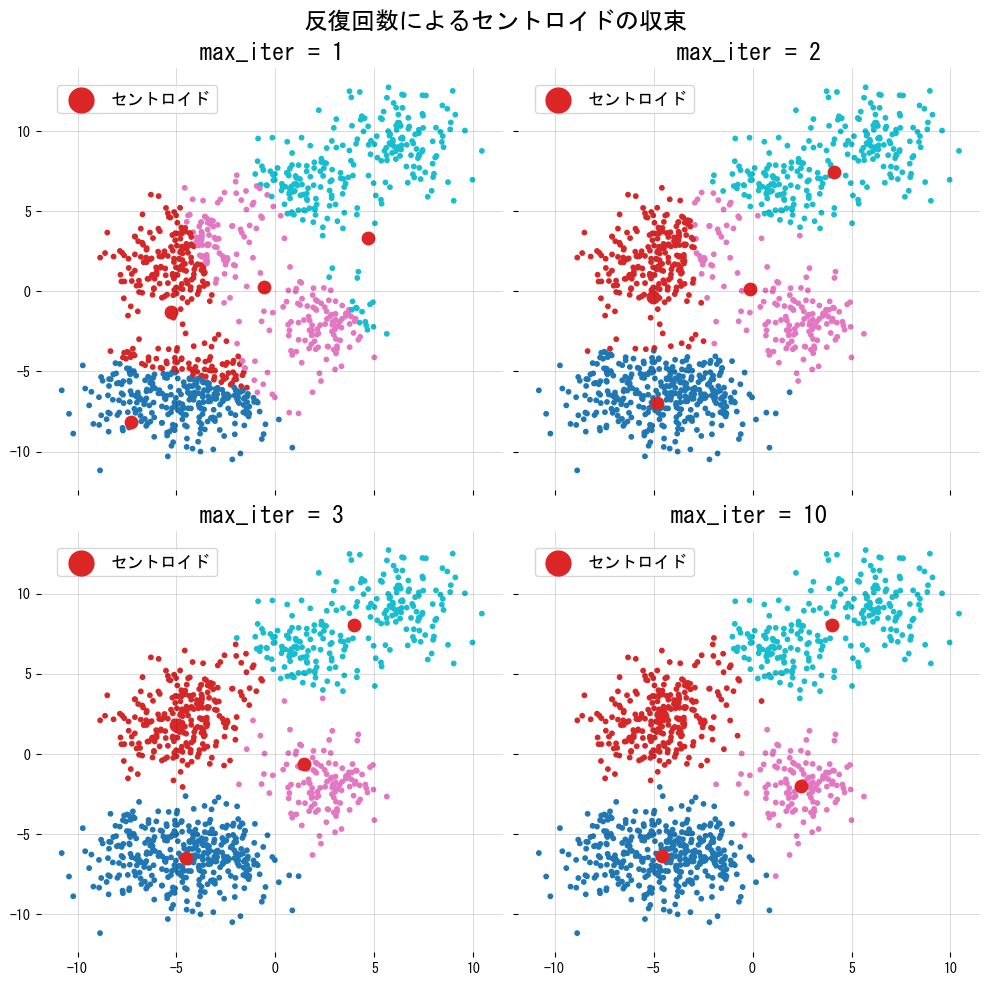 反復回数によるセントロイドの収束
max_iter = 1
max_iter = 2
セントロイド
セントロイド
10
5
0
−5
−10
max_iter = 3
max_iter = 10
セントロイド
セントロイド
10
5
0
−5
−10
−10 −5 0 5 10
−10 −5 0 5 10